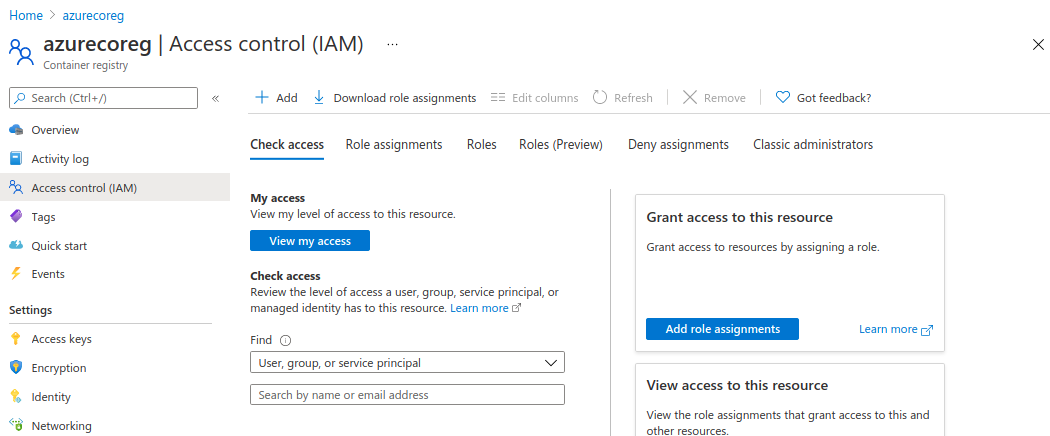 Home > azurecoreg
azurecoreg | Access control (IAM) ...
Container registry
Search (Ctrl+/)
«
Overview
Activity log
Access control (IAM)
Tags
Quick start
Events
Settings
Access keys
Encryption
Identity
Networking
Add Download role assignments Edit columns Refresh Remove Got feedback?
Check access Role assignments Roles Roles (Preview) Deny assignments Classic administrators
My access
View my level of access to this resource.
View my access
Check access
Review the level of access a user, group, service principal, or
managed identity has to this resource. Learn more
Find
User, group, or service principal
Search by name or email address
Grant access to this resource
Grant access to resources by assigning a role.
Add role assignments Learn more
View access to this resource
View the role assignments that grant access to this and
other resources.